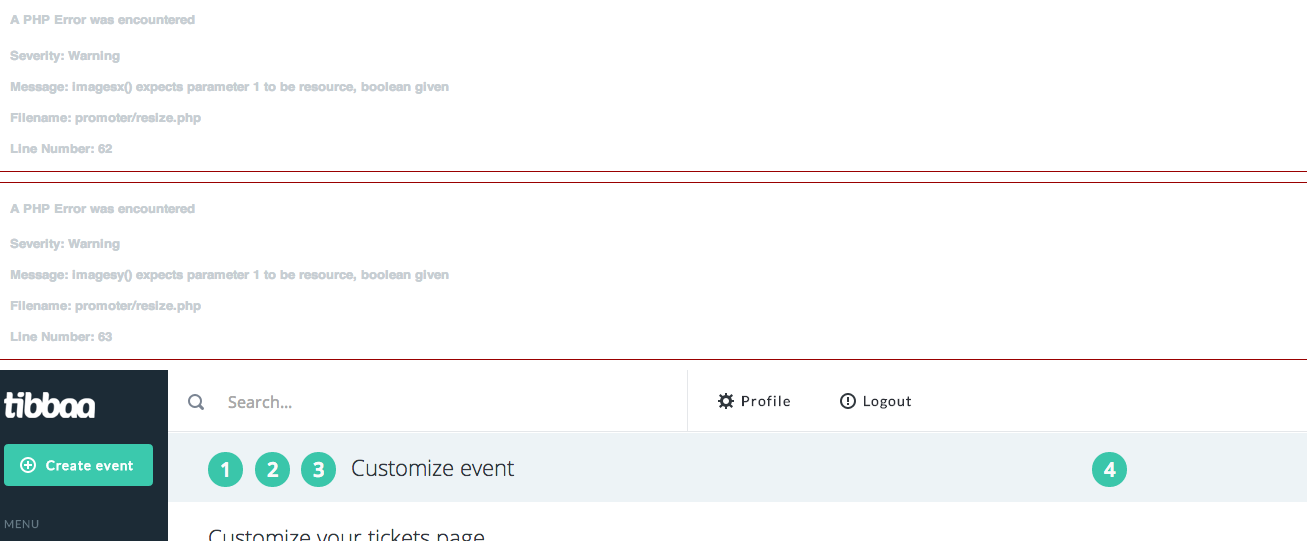 A PHP Error was encountered
Severity: Warning
Message: imagesx() expects parameter 1 to be resource, boolean given
Filename: promoter/resize.php
Line Number: 62
A PHP Error was encountered
Severity: Warning
Message: imagesy() expects parameter 1 to be resource, boolean given
Filename: promoter/resize.php
Line Number: 63
tibbaa
Search...
Profile
Logout
Create event
1 2 3 Customize event 4
MENU
Customize your tickets page